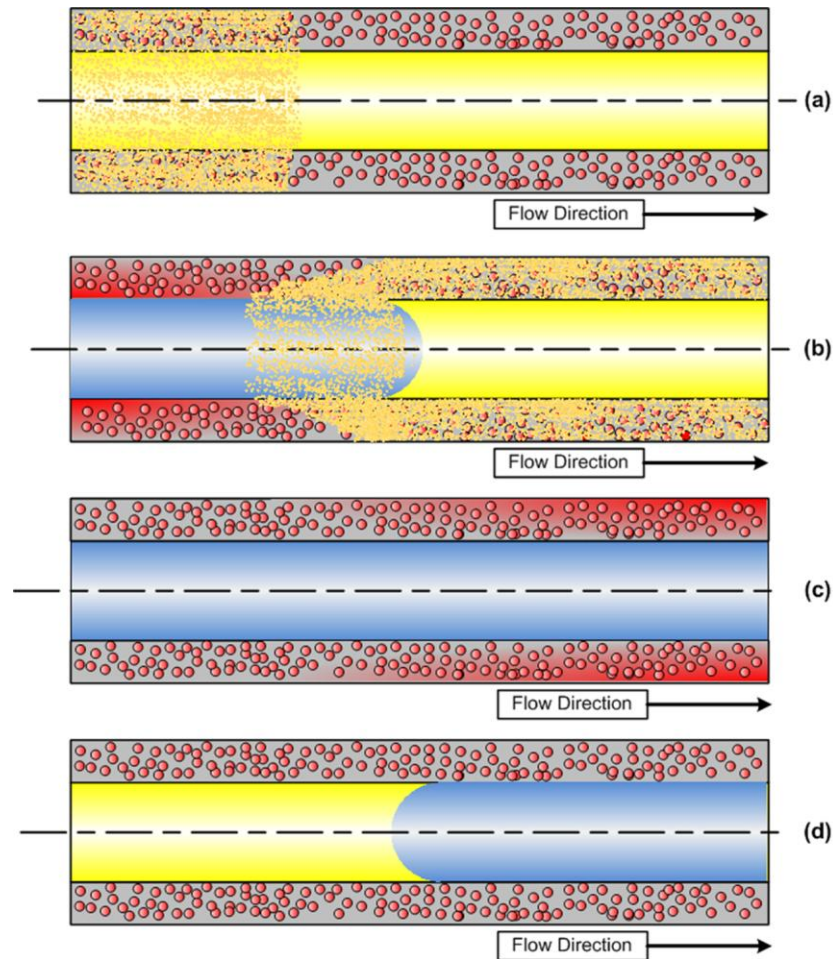 (a)
Flow Direction
(b)
Flow Direction
(c)
Flow Direction
(d)
Flow Direction